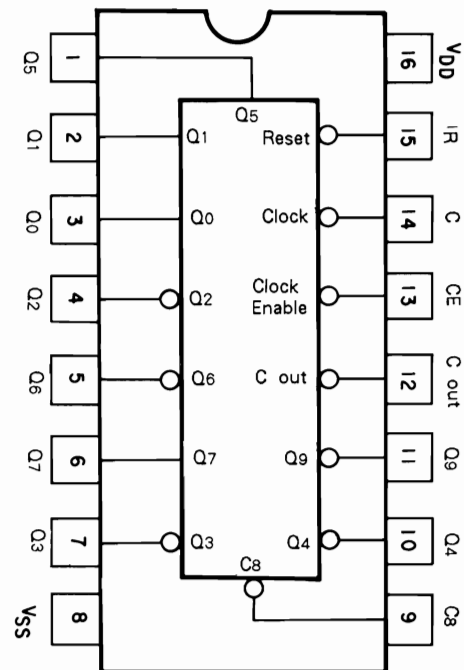 Q5 1 16 VDD
Q5
Q1 2 Q1 Reset 15 IR
Q0 3 Q0 Clock 14 C
Q2 4 Q2 Clock Enable 13 CE
Q6 5 Q6 C out 12 C out
Q7 6 Q7 Q9 11 Q9
Q3 7 Q3 Q4 10 Q4
C8
VSS 8 9 C8